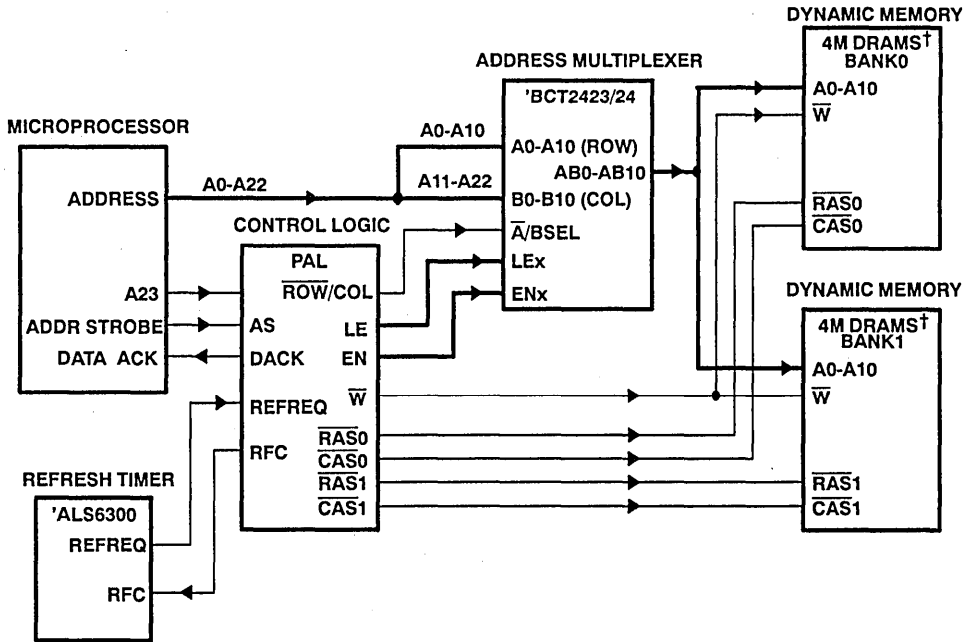 MICROPROCESSOR
ADDRESS
A23
ADDR STROBE
DATA ACK
A0-A22
A0-A10
A11-A22
REFRESH TIMER
'ALS6300
REFREQ
RFC
CONTROL LOGIC
PAL
ROW/COL
AS
LE
DACK
EN
REFREQ
W
RAS0
RFC
CAS0
RAS1
CAS1
ADDRESS MULTIPLEXER
'BCT2423/24
A0-A10 (ROW)
AB0-AB10
B0-B10 (COL)
A/BSEL
LEx
ENx
DYNAMIC MEMORY
4M DRAMS†
BANK0
A0-A10
W
RAS0
CAS0
DYNAMIC MEMORY
4M DRAMS†
BANK1
A0-A10
W
RAS1
CAS1